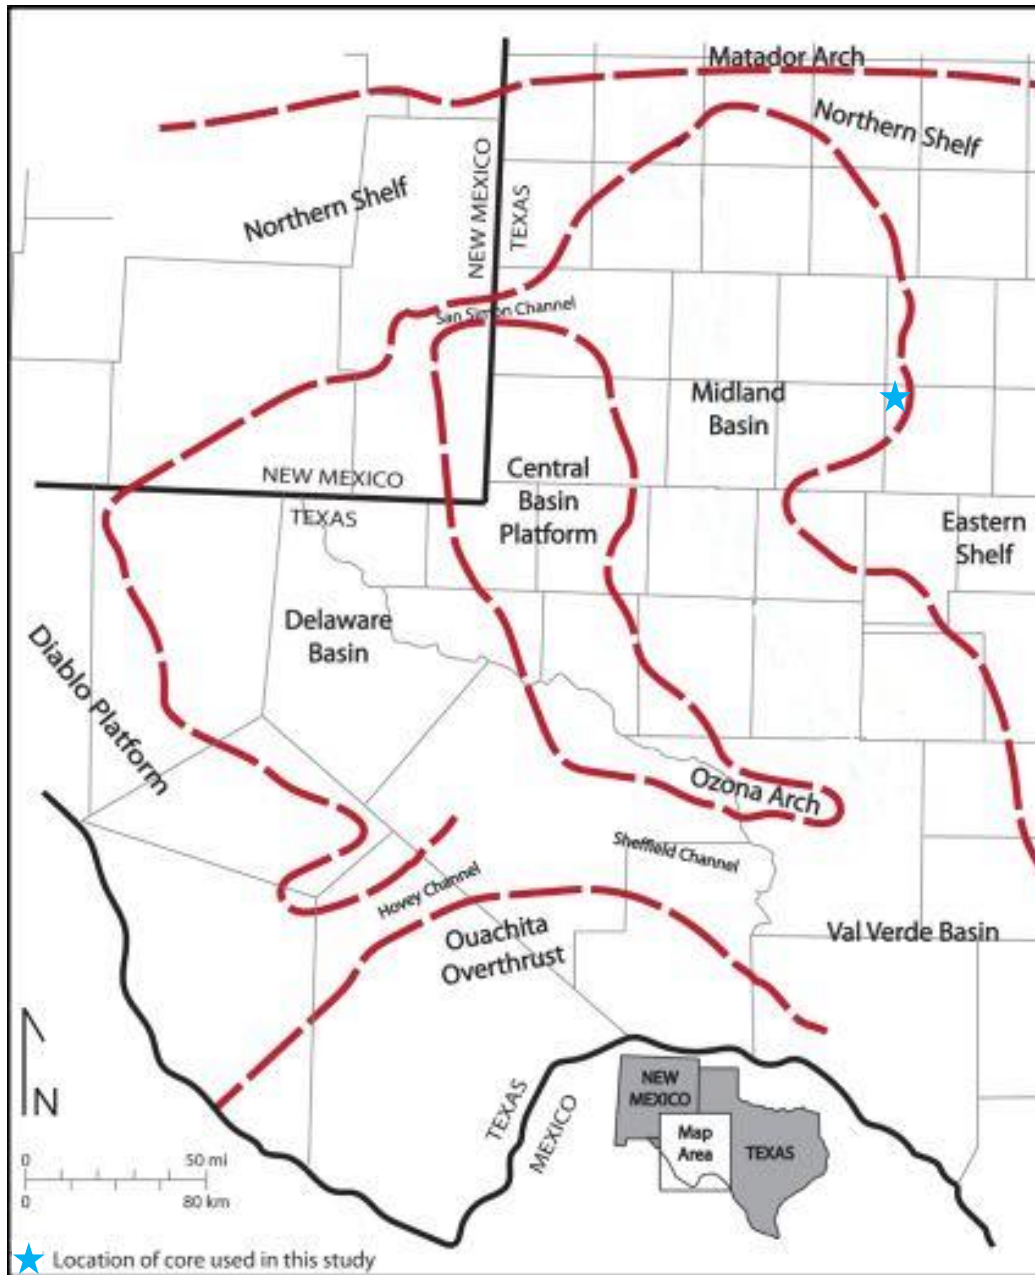 Matador Arch
Northern Shelf
Northern Shelf
NEW MEXICO
TEXAS
San Simon Channel
Midland
Basin
Central
Basin
Platform
NEW MEXICO
TEXAS
Eastern
Shelf
Delaware
Basin
Diablo Platform
Ozona Arch
Sheffield Channel
Hovey Channel
Ouachita
Overthrust
Val Verde Basin
N
TEXAS
MEXICO
NEW
MEXICO
Map
Area
TEXAS
0 50 mi
0 80 km
Location of core used in this study